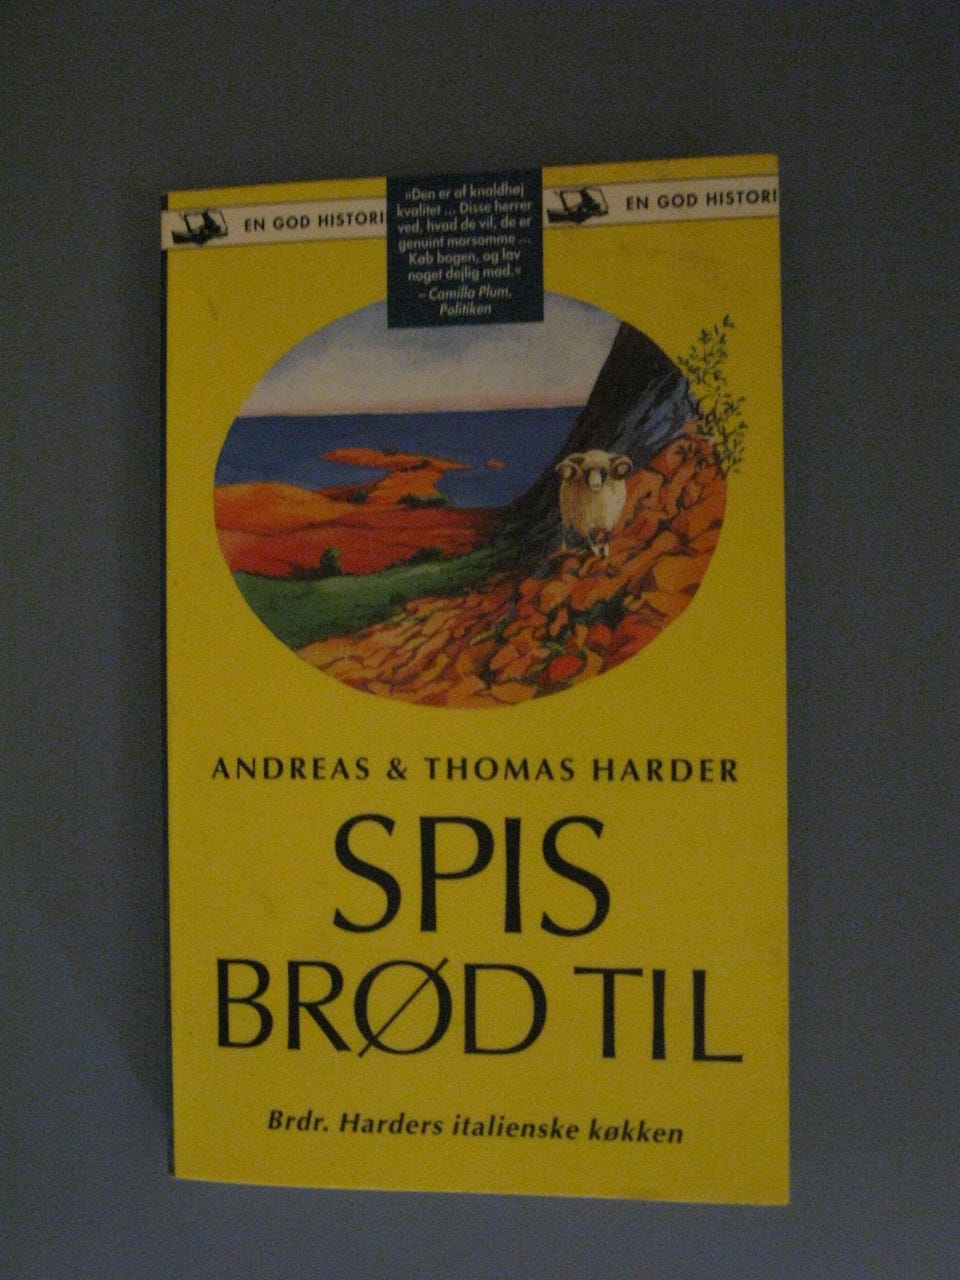 EN GOD HISTORI
»Den er af knaldhøj
kvalitet ... Disse herrer
ved, hvad de vil, de er
genuint morsomme ...
Køb bogen, og lav
noget dejlig mad.«
– Camilla Plum,
Politiken
EN GOD HISTORI
ANDREAS & THOMAS HARDER
SPIS
BRØD TIL
Brdr. Harders italienske køkken